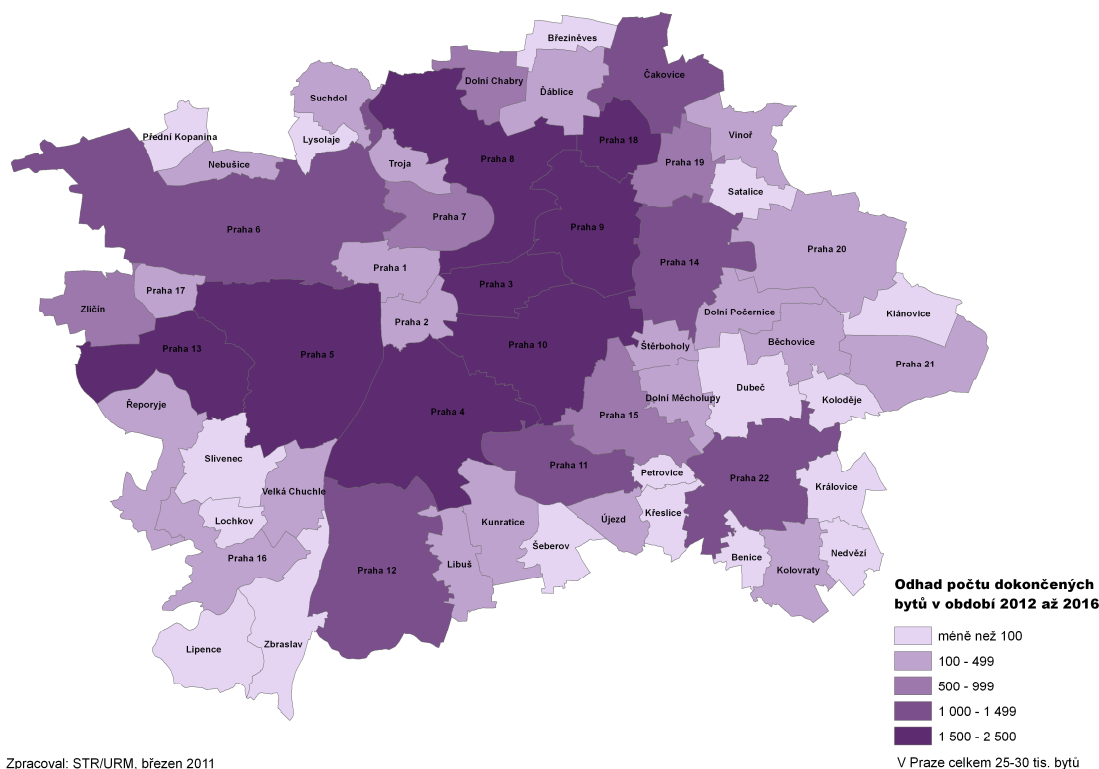 Březiněves
Čakovice
Dolní Chabry
Ďáblice
Suchdol
Přední Kopanina
Lysolaje
Vinoř
Praha 18
Praha 8
Praha 19
Nebušice
Troja
Satalice
Praha 7
Praha 9
Praha 6
Praha 20
Praha 14
Praha 1
Praha 3
Praha 17
Zličín
Dolní Počernice
Klánovice
Praha 2
Běchovice
Praha 10
Štěrboholy
Praha 13
Praha 5
Praha 21
Dubeč
Dolní Měcholupy
Koloděje
Řeporyje
Praha 4
Praha 15
Slivenec
Praha 11
Petrovice
Praha 22
Královice
Velká Chuchle
Lochkov
Kunratice
Újezd
Křeslice
Šeberov
Nedvězí
Praha 16
Benice
Libuš
Praha 12
Kolovraty
Zbraslav
Lipence
Odhad počtu dokončených
bytů v období 2012 až 2016
méně než 100
100 - 499
500 - 999
1 000 - 1 499
1 500 - 2 500
Zpracoval: STR/URM, březen 2011
V Praze celkem 25-30 tis. bytů